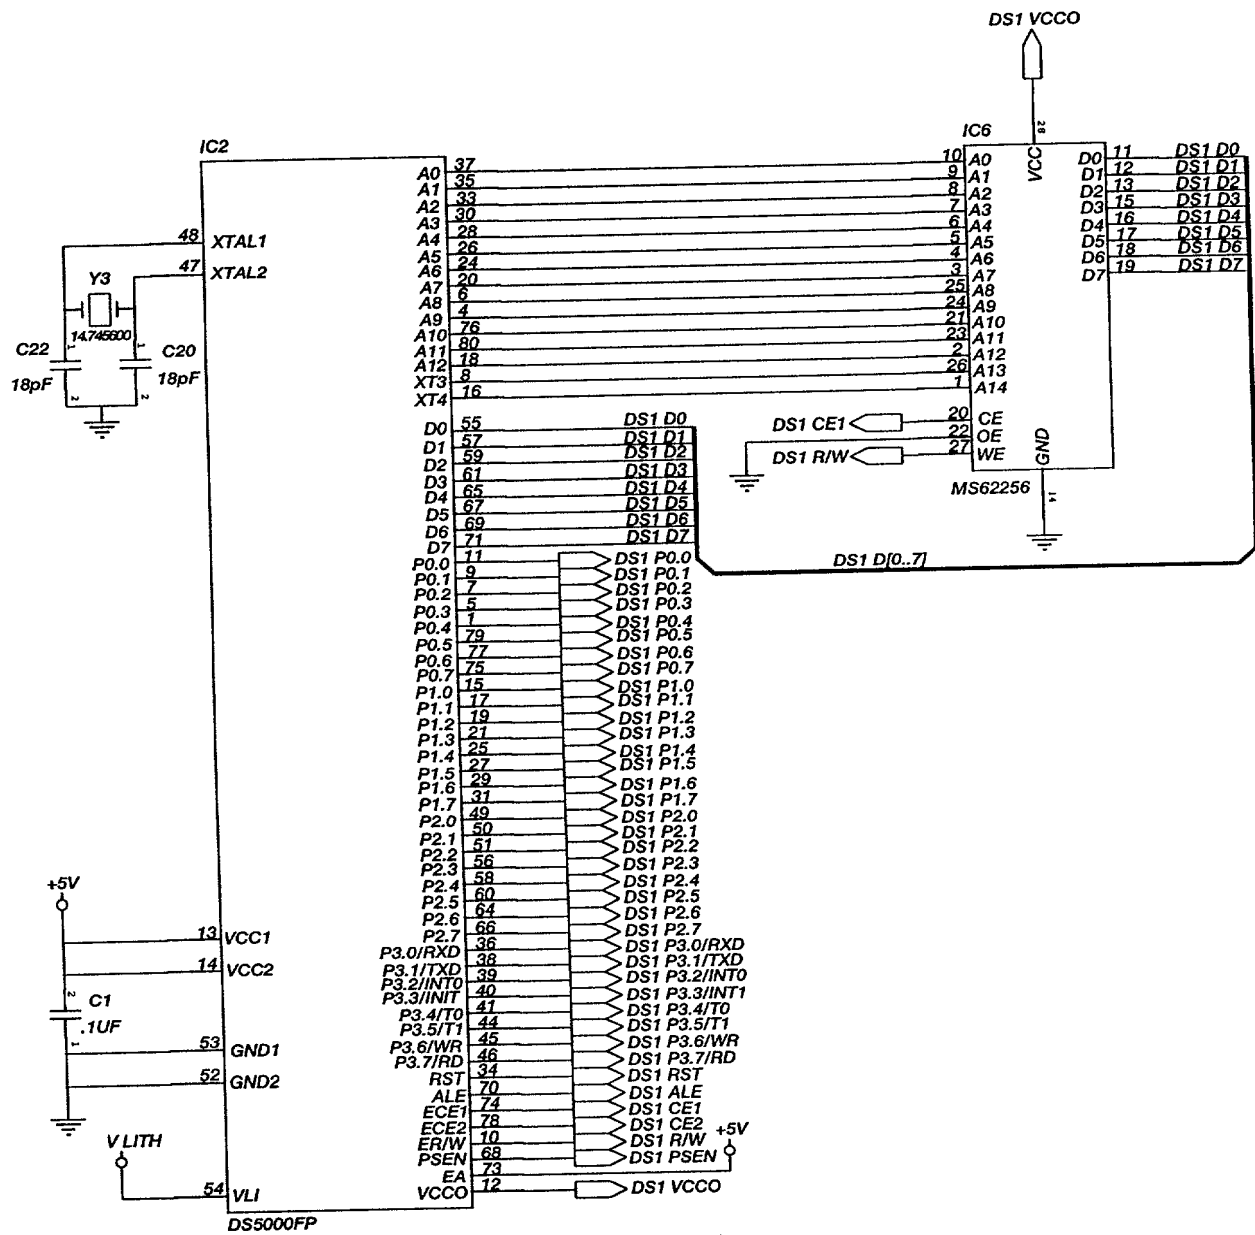 DS1 VCCO
IC6
28
VCC
10 A0
9 A1
8 A2
7 A3
6 A4
5 A5
4 A6
3 A7
25 A8
24 A9
21 A10
23 A11
2 A12
26 A13
1 A14
20 CE
22 OE
27 WE
DS1 CE1
DS1 R/W
D0 11 DS1 D0
D1 12 DS1 D1
D2 13 DS1 D2
D3 15 DS1 D3
D4 16 DS1 D4
D5 17 DS1 D5
D6 18 DS1 D6
D7 19 DS1 D7
GND
14
MS62256
DS1 D[0..7]
IC2
48 XTAL1
47 XTAL2
Y3
14.745600
C22
18pF
1
2
C20
18pF
1
2
A0 37
A1 35
A2 33
A3 30
A4 28
A5 26
A6 24
A7 20
A8 6
A9 4
A10 76
A11 80
A12 18
XT3 8
XT4 16
D0 55 DS1 D0
D1 57 DS1 D1
D2 59 DS1 D2
D3 61 DS1 D3
D4 65 DS1 D4
D5 67 DS1 D5
D6 69 DS1 D6
D7 71 DS1 D7
P0.0 11 DS1 P0.0
P0.1 9 DS1 P0.1
P0.2 7 DS1 P0.2
P0.3 5 DS1 P0.3
P0.4 1 DS1 P0.4
P0.5 79 DS1 P0.5
P0.6 77 DS1 P0.6
P0.7 75 DS1 P0.7
P1.0 15 DS1 P1.0
P1.1 17 DS1 P1.1
P1.2 19 DS1 P1.2
P1.3 21 DS1 P1.3
P1.4 25 DS1 P1.4
P1.5 27 DS1 P1.5
P1.6 29 DS1 P1.6
P1.7 31 DS1 P1.7
P2.0 49 DS1 P2.0
P2.1 50 DS1 P2.1
P2.2 51 DS1 P2.2
P2.3 56 DS1 P2.3
P2.4 58 DS1 P2.4
P2.5 60 DS1 P2.5
P2.6 64 DS1 P2.6
P2.7 66 DS1 P2.7
P3.0/RXD 36 DS1 P3.0/RXD
P3.1/TXD 38 DS1 P3.1/TXD
P3.2/INT0 39 DS1 P3.2/INT0
P3.3/INIT 40 DS1 P3.3/INT1
P3.4/T0 41 DS1 P3.4/T0
P3.5/T1 44 DS1 P3.5/T1
P3.6/WR 45 DS1 P3.6/WR
P3.7/RD 46 DS1 P3.7/RD
RST 34 DS1 RST
ALE 70 DS1 ALE
ECE1 74 DS1 CE1
ECE2 78 DS1 CE2
ER/W 10 DS1 R/W
PSEN 68 DS1 PSEN
EA 73 +5V
VCCO 12 DS1 VCCO
+5V
13 VCC1
14 VCC2
2
C1
.1UF
1
53 GND1
52 GND2
V LITH
54 VLI
DS5000FP